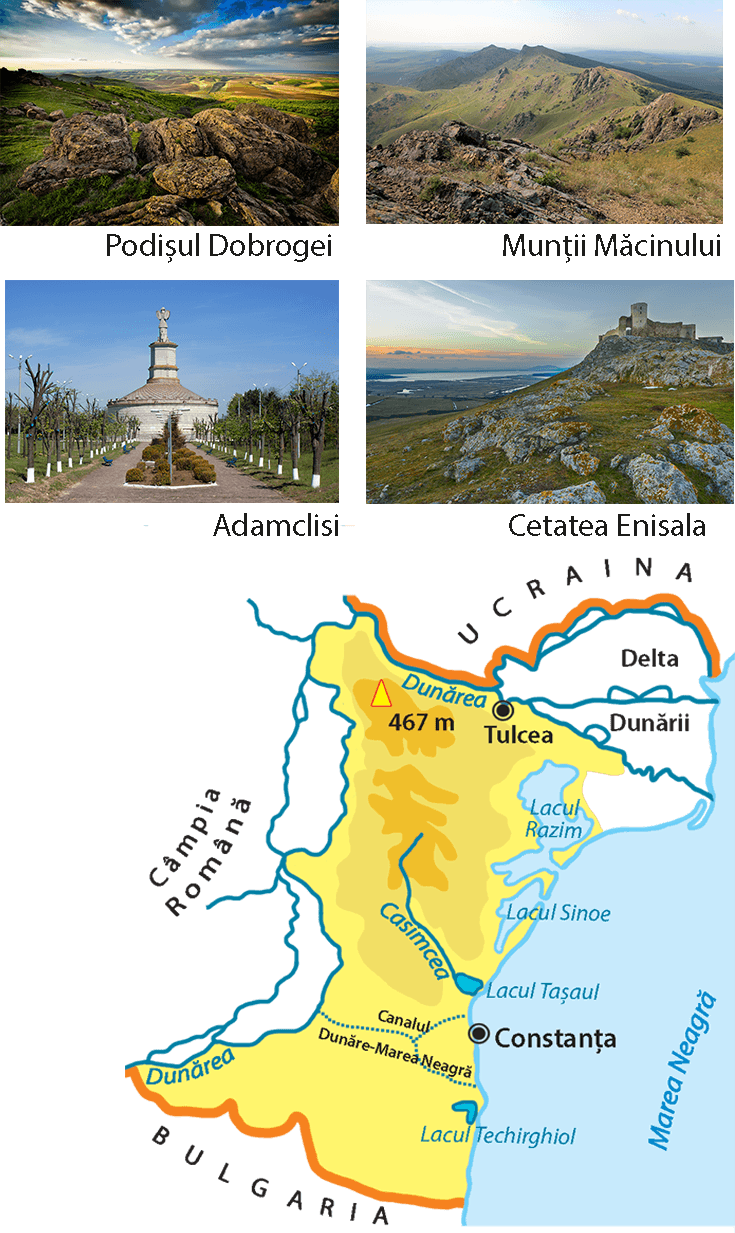 Podișul Dobrogei
Munții Măcinului
Adamclisi
Cetatea Enisala
UCRAINA
Delta
Dunării
Dunărea
467 m
Tulcea
Câmpia
Română
Lacul
Razim
Lacul Sinoe
Casimcea
Lacul Tașaul
Canalul
Dunăre-Marea Neagră
Constanța
Marea Neagră
Dunărea
Lacul Techirghiol
BULGARIA